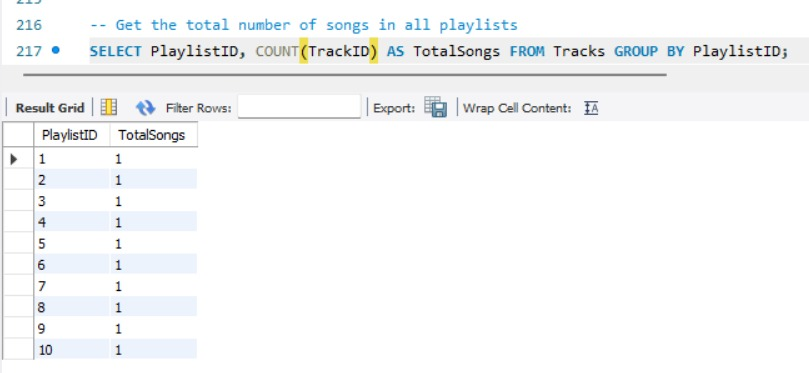 215
216 -- Get the total number of songs in all playlists
217 SELECT PlaylistID, COUNT(TrackID) AS TotalSongs FROM Tracks GROUP BY PlaylistID;
Result Grid Filter Rows: Export: Wrap Cell Content: IA
PlaylistID TotalSongs
1 1
2 1
3 1
4 1
5 1
6 1
7 1
8 1
9 1
10 1